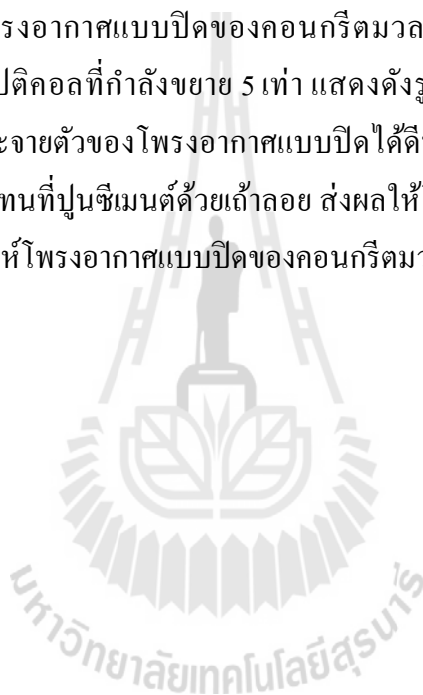 รงอากาศแบบปิดของคอนกรีตมวล
ปติคอลที่กำลังขยาย 5 เท่า แสดงดังรู
ะจายตัวของโพรงอากาศแบบปิดได้ดี
ทนที่ปูนซีเมนต์ด้วยเถ้าลอย ส่งผลให้
ห์โพรงอากาศแบบปิดของคอนกรีตมว
มหาวิทยาลัยเทคโนโลยีสุรนารี